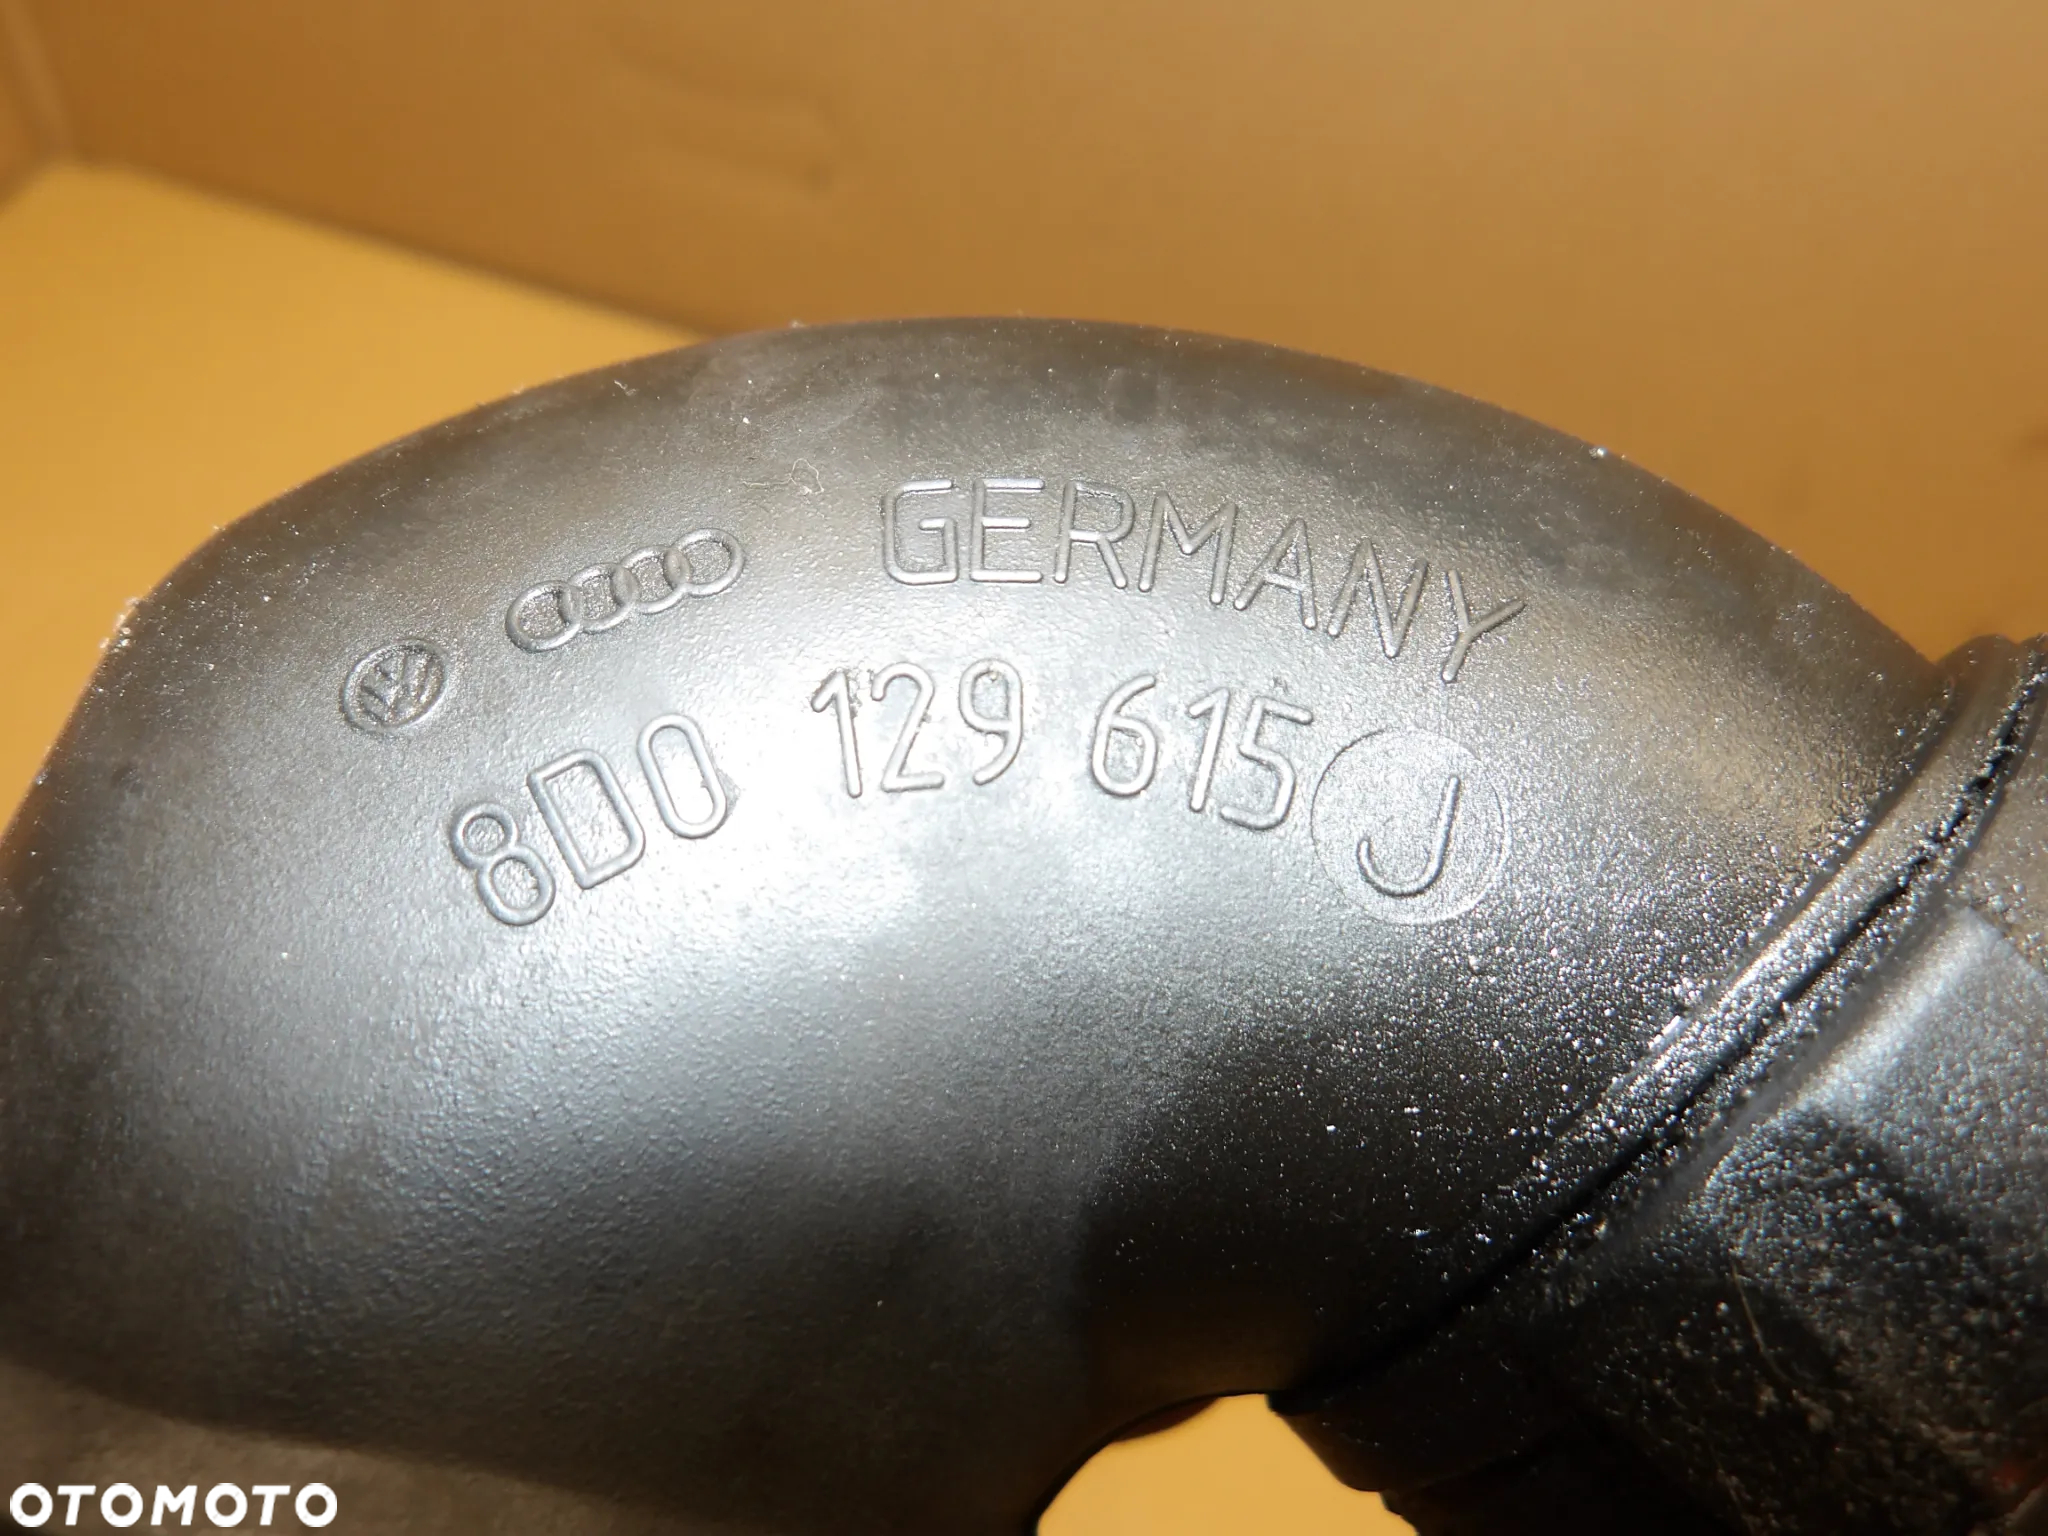 GERMANY
8D0 129 615 J
OTOMOTO